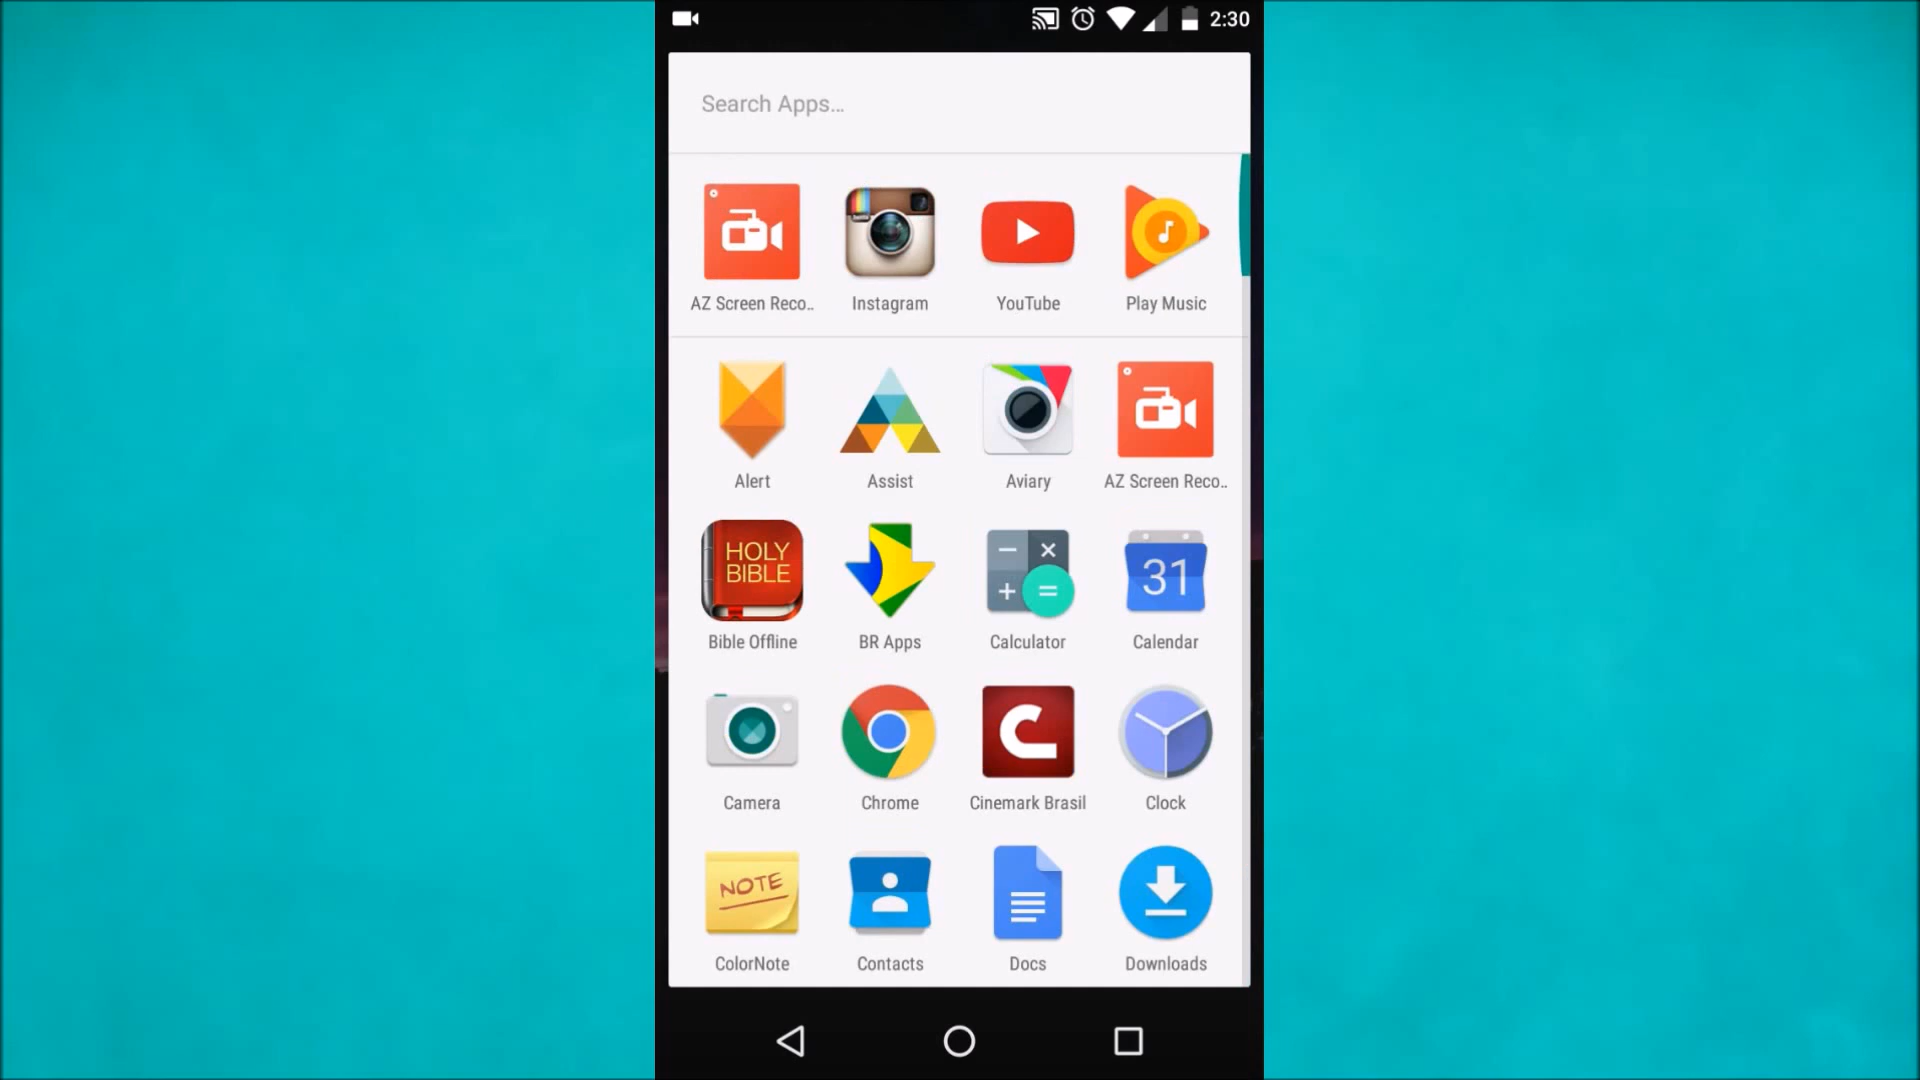 2:30
Search Apps...
AZ Screen Reco..
Instagram
YouTube
Play Music
Alert
Assist
Aviary
AZ Screen Reco..
HOLY
BIBLE
31
Bible Offline
BR Apps
Calculator
Calendar
Camera
Chrome
Cinemark Brasil
Clock
NOTE
ColorNote
Contacts
Docs
Downloads